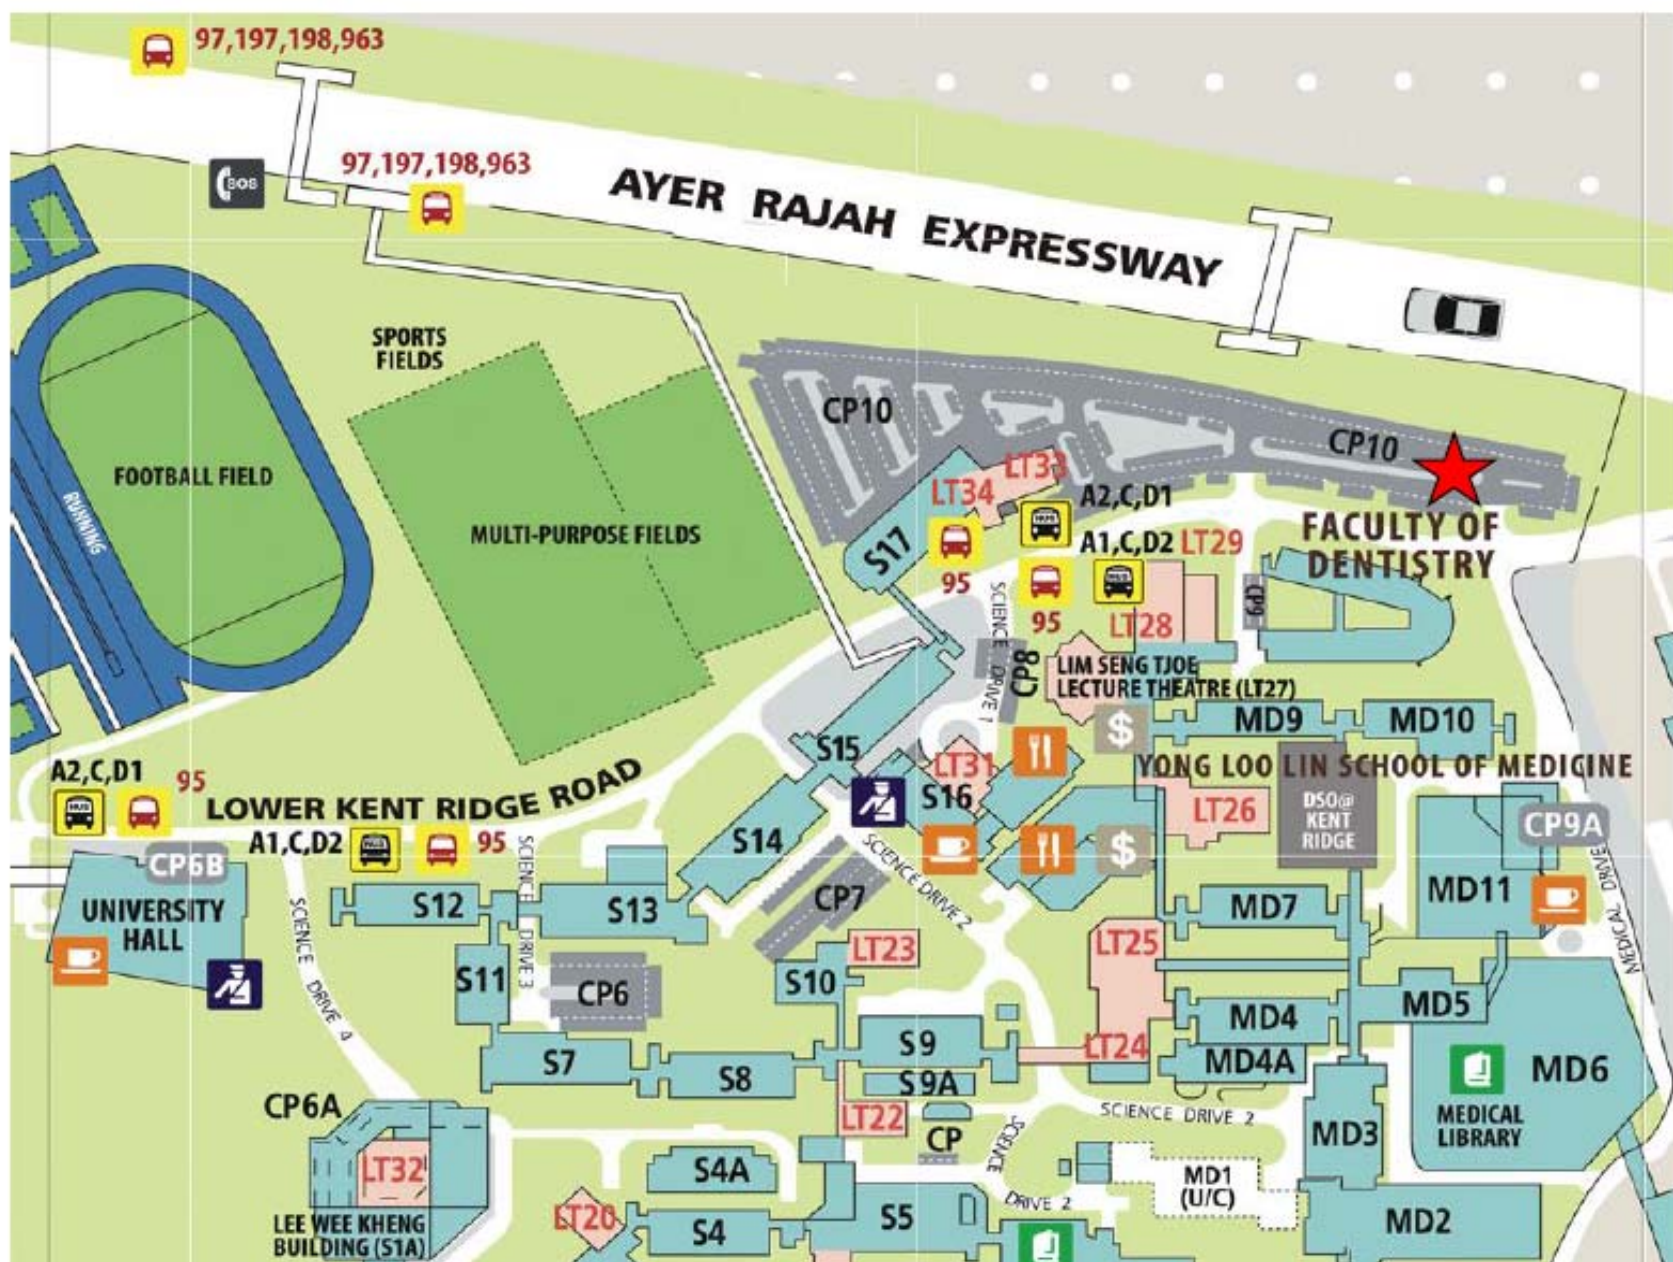 97,197,198,963
97,197,198,963
SOS
AYER RAJAH EXPRESSWAY
SPORTS
FIELDS
CP10
CP10
FOOTBALL FIELD
RUNNING
MULTI-PURPOSE FIELDS
LT33
LT34
A2,C,D1
S17
95
A1,C,D2
LT29
FACULTY OF
DENTISTRY
95
CP9
LT28
SCIENCE DRIVE 1
CP8
LIM SENG TJOE
LECTURE THEATRE (LT27)
MD9
MD10
$
S15
LT31
YONG LOO LIN SCHOOL OF MEDICINE
A2,C,D1
95
LOWER KENT RIDGE ROAD
A1,C,D2
95
S16
LT26
DSO@
KENT
RIDGE
CP9A
S14
$
SCIENCE DRIVE 2
CP6B
SCIENCE DRIVE 3
CP7
MD11
MEDICAL DRIVE
UNIVERSITY
HALL
S12
S13
MD7
SCIENCE DRIVE 4
LT23
LT25
S11
CP6
S10
MD5
MD4
S7
S8
S9
S9A
LT24
MD4A
MD6
MEDICAL
LIBRARY
CP6A
LT22
CP
SCIENCE DRIVE 2
SCIENCE
DRIVE 2
MD3
LT32
S4A
MD1
(U/C)
LT20
S4
S5
MD2
LEE WEE KHENG
BUILDING (S1A)